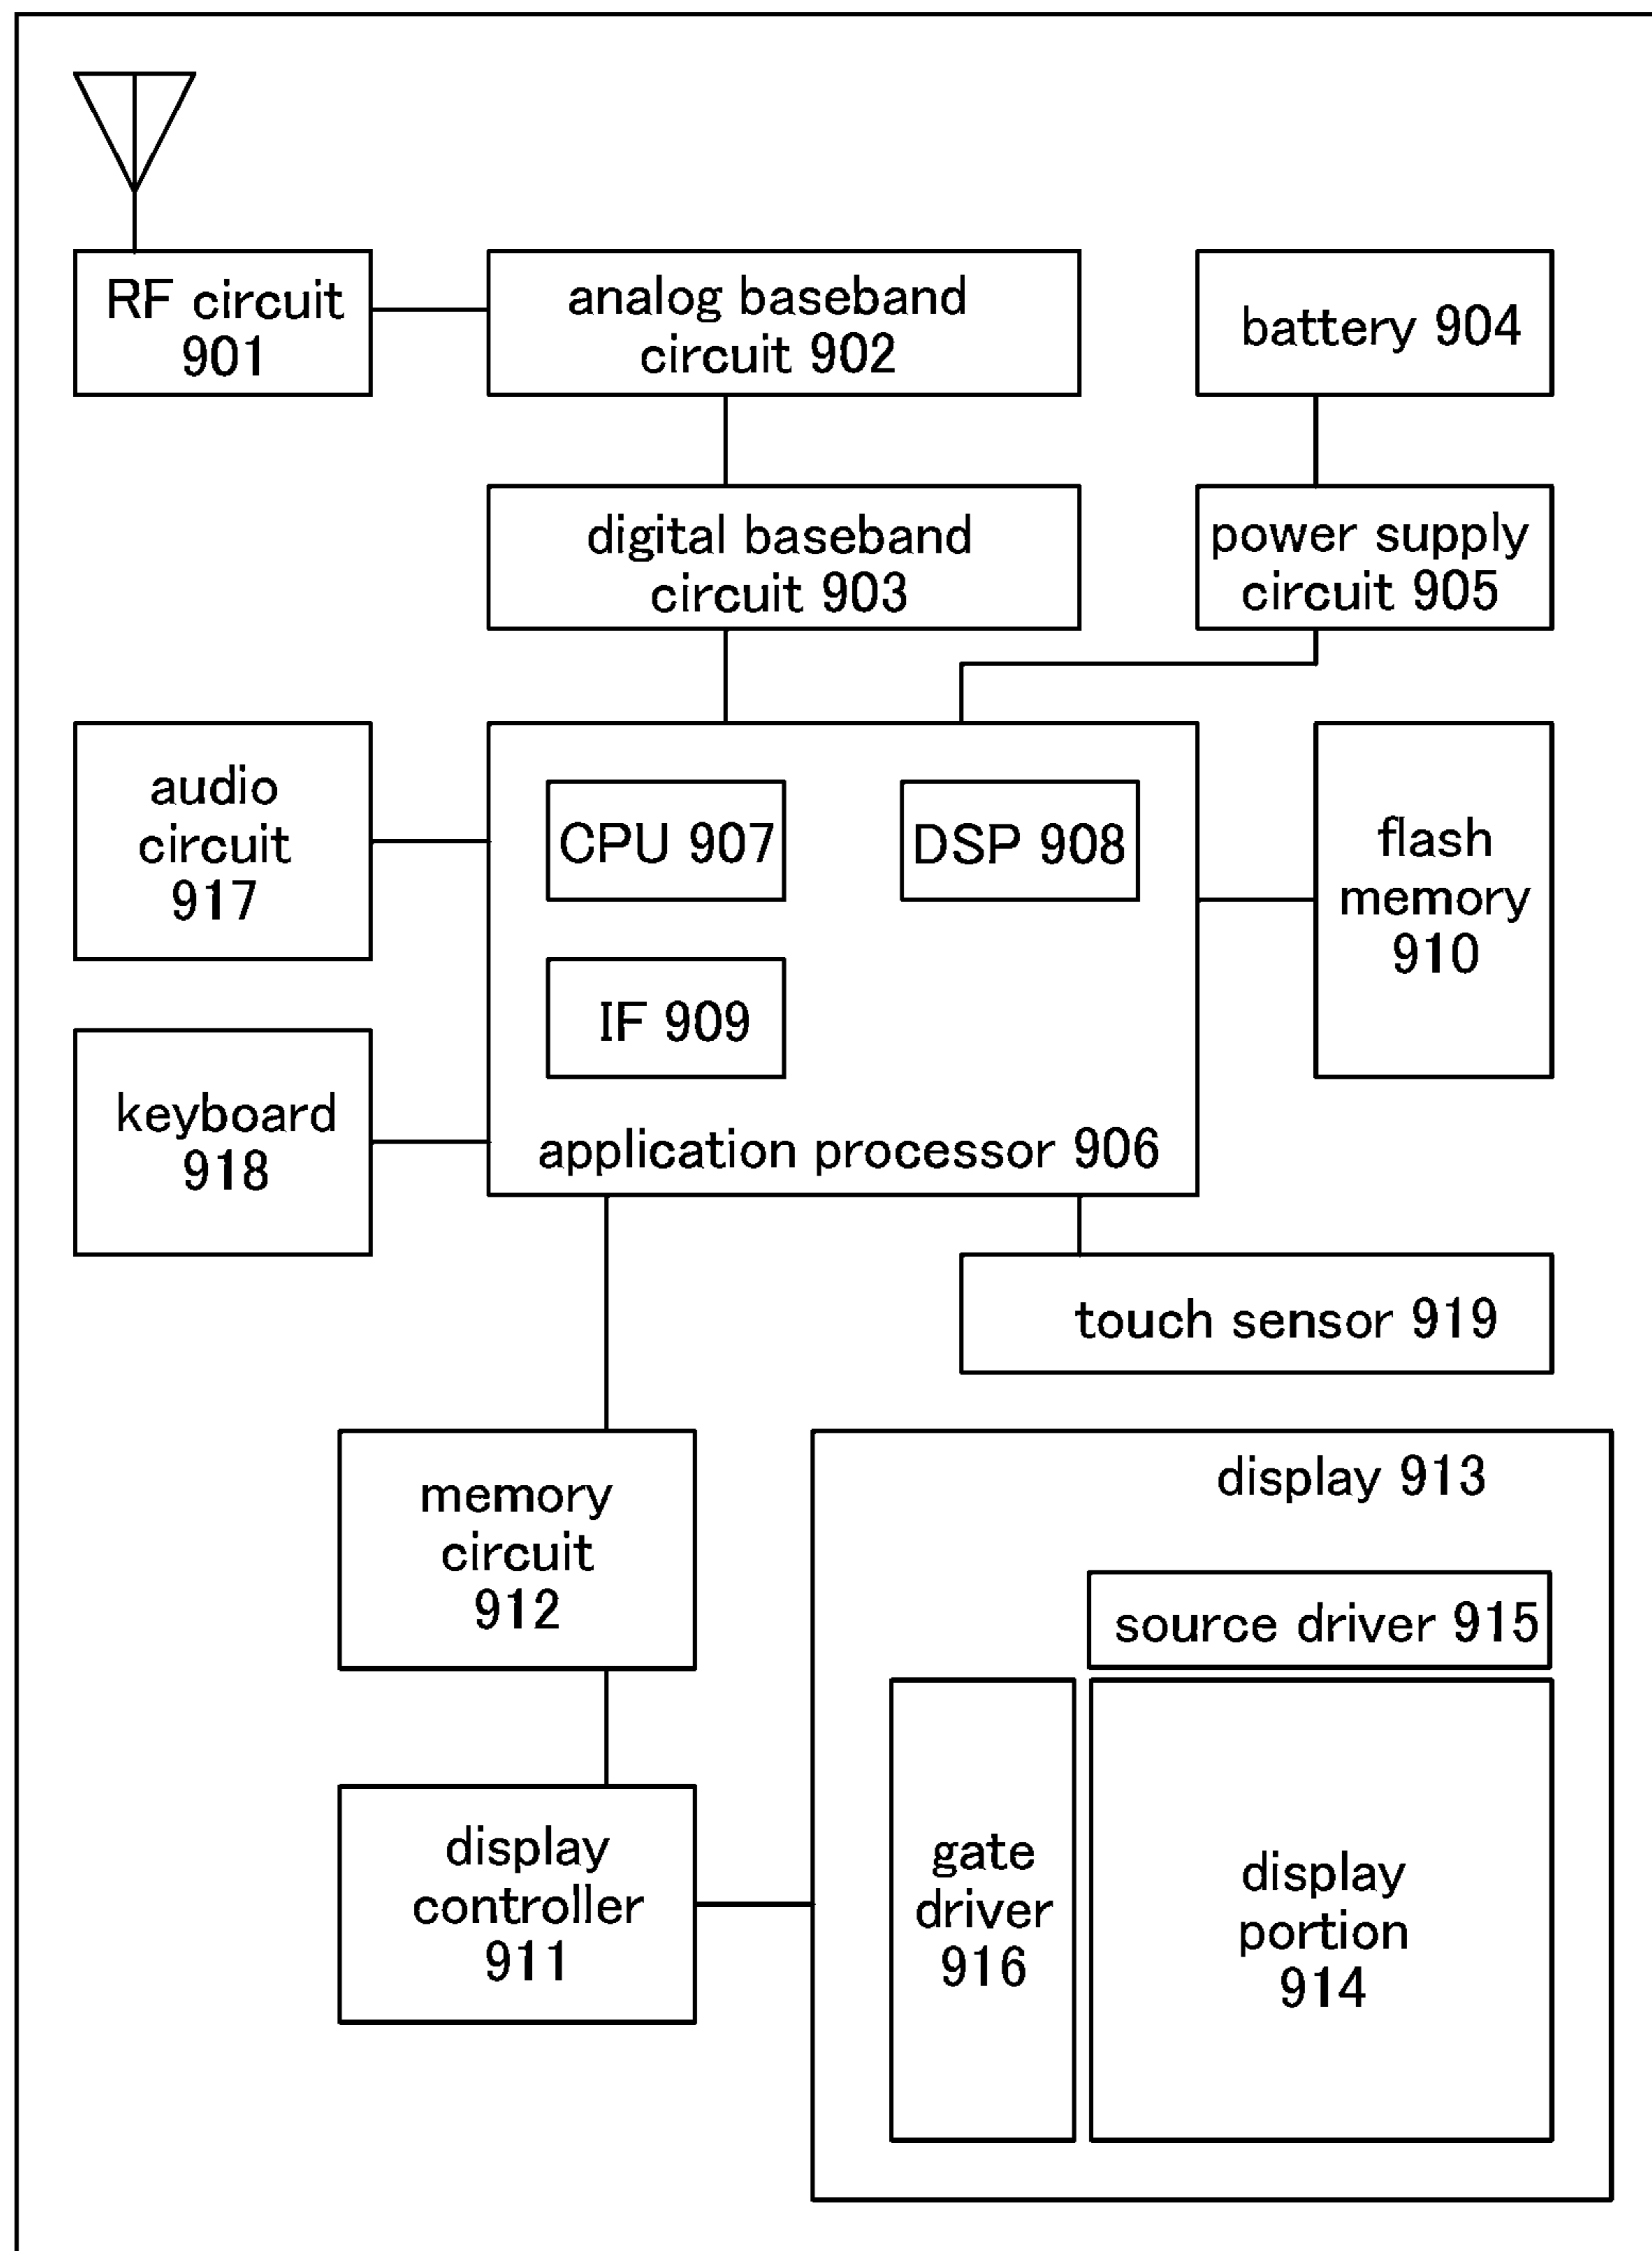 RF circuit
901
analog baseband
circuit 902
battery 904
digital baseband
circuit 903
power supply
circuit 905
audio
circuit
917
CPU 907
DSP 908
flash
memory
910
IF 909
keyboard
918
application processor 906
touch sensor 919
memory
circuit
912
display 913
source driver 915
display
controller
911
gate
driver
916
display
portion
914